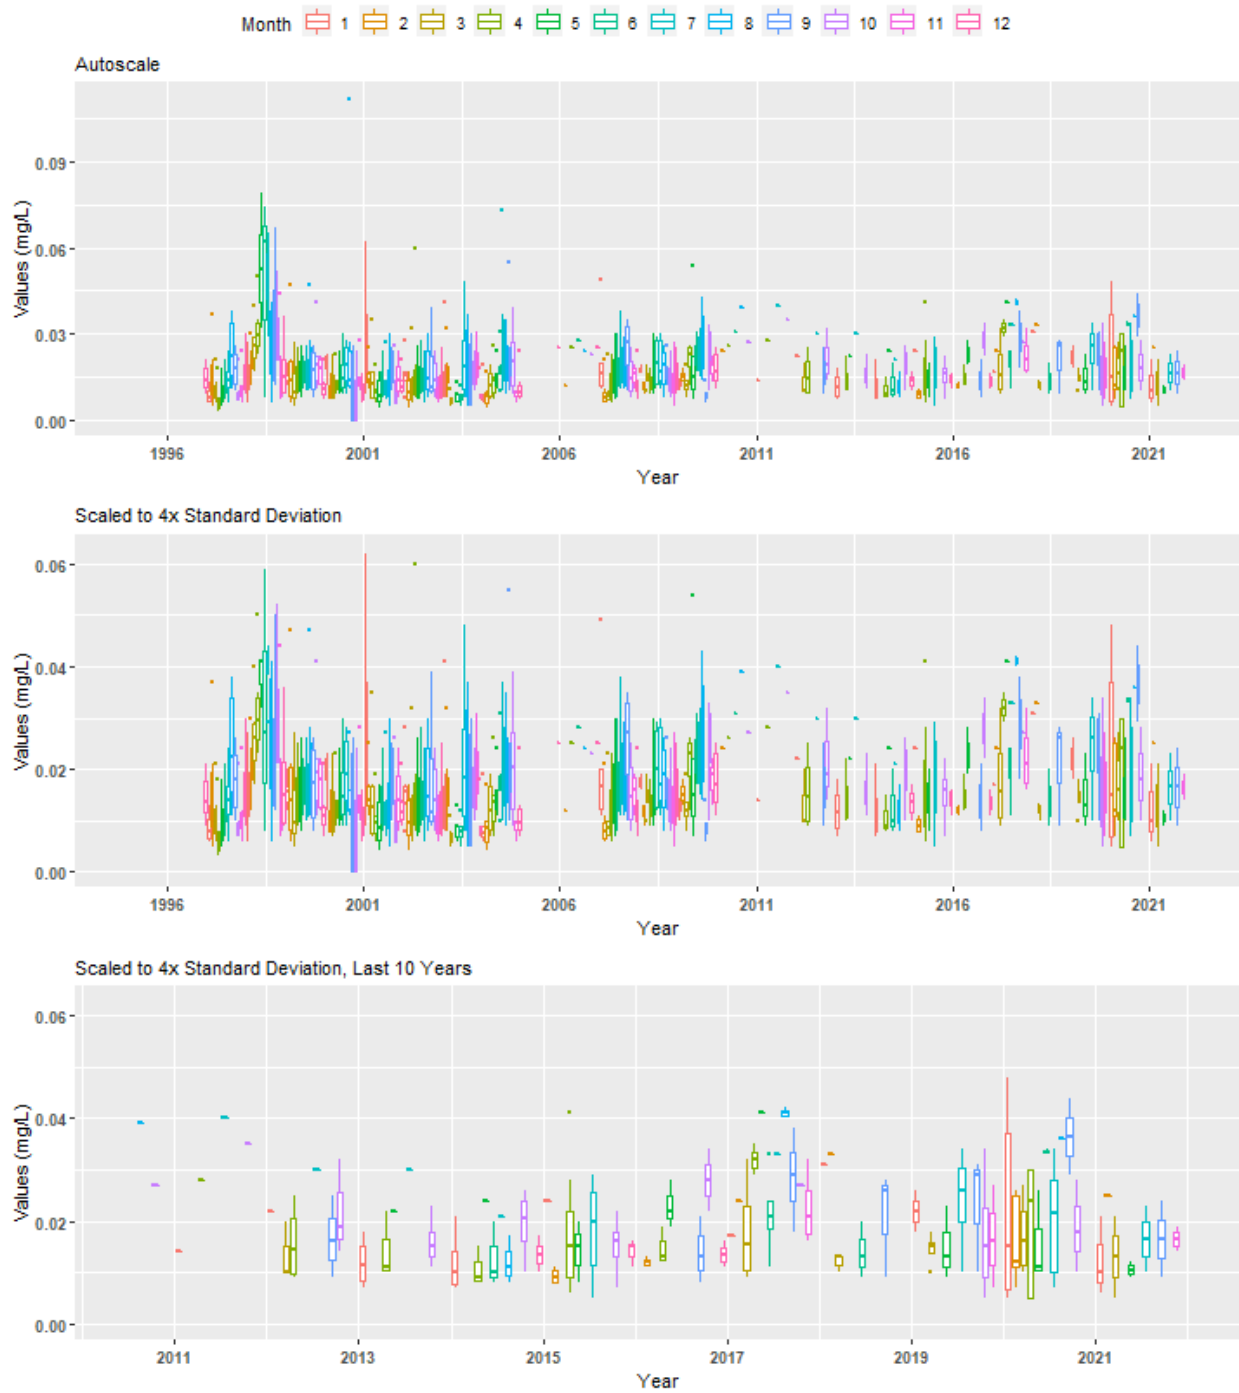 Month 1 2 3 4 5 6 7 8 9 10 11 12
Autoscale
Values (mg/L)
0.09
0.06
0.03
0.00
1996 2001 2006 2011 2016 2021
Year
Scaled to 4x Standard Deviation
Values (mg/L)
0.06
0.04
0.02
0.00
1996 2001 2006 2011 2016 2021
Year
Scaled to 4x Standard Deviation, Last 10 Years
Values (mg/L)
0.06
0.04
0.02
0.00
2011 2013 2015 2017 2019 2021
Year